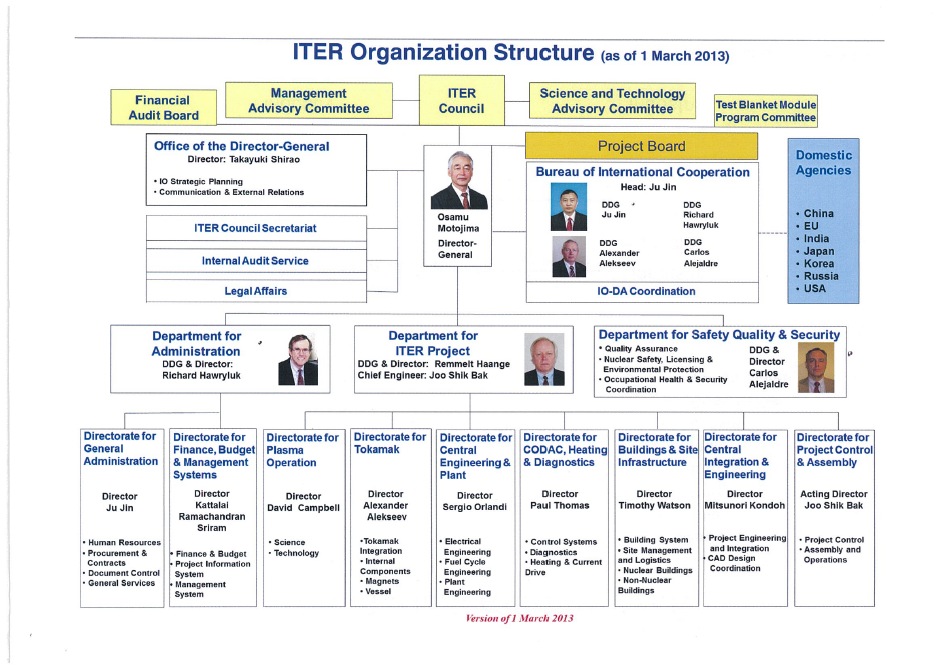 ITER Organization Structure (as of 1 March 2013)
Financial
Audit Board
Management
Advisory Committee
ITER
Council
Science and Technology
Advisory Committee
Test Blanket Module
Program Committee
Office of the Director-General
Director: Takayuki Shirao
• IO Strategic Planning
• Communication & External Relations
ITER Council Secretariat
Internal Audit Service
Legal Affairs
Osamu
Motojima
Director-
General
Project Board
Bureau of International Cooperation
Head: Ju Jin
DDG
Ju Jin
DDG
Richard
Hawryluk
DDG
Alexander
Alekseev
DDG
Carlos
Alejaldre
IO-DA Coordination
Domestic
Agencies
• China
• EU
• India
• Japan
• Korea
• Russia
• USA
Department for
Administration
DDG & Director:
Richard Hawryluk
Department for
ITER Project
DDG & Director: Remmelt Haange
Chief Engineer: Joo Shik Bak
Department for Safety Quality & Security
• Quality Assurance
• Nuclear Safety, Licensing &
Environmental Protection
• Occupational Health & Security
Coordination
DDG &
Director
Carlos
Alejaldre
Directorate for
General
Administration
Director
Ju Jin
• Human Resources
• Procurement &
Contracts
• Document Control
• General Services
Directorate for
Finance, Budget
& Management
Systems
Director
Kattalai
Ramachandran
Sriram
• Finance & Budget
• Project Information
System
• Management
System
Directorate for
Plasma
Operation
Director
David Campbell
• Science
• Technology
Directorate for
Tokamak
Director
Alexander
Alekseev
•Tokamak
Integration
• Internal
Components
• Magnets
• Vessel
Directorate for
Central
Engineering &
Plant
Director
Sergio Orlandi
• Electrical
Engineering
• Fuel Cycle
Engineering
• Plant
Engineering
Directorate for
CODAC, Heating
& Diagnostics
Director
Paul Thomas
• Control Systems
• Diagnostics
• Heating & Current
Drive
Directorate for
Buildings & Site
Infrastructure
Director
Timothy Watson
• Building System
• Site Management
and Logistics
• Nuclear Buildings
• Non-Nuclear
Buildings
Directorate for
Central
Integration &
Engineering
Director
Mitsunori Kondoh
• Project Engineering
and Integration
• CAD Design
Coordination
Directorate for
Project Control
& Assembly
Acting Director
Joo Shik Bak
• Project Control
• Assembly and
Operations
Version of 1 March 2013